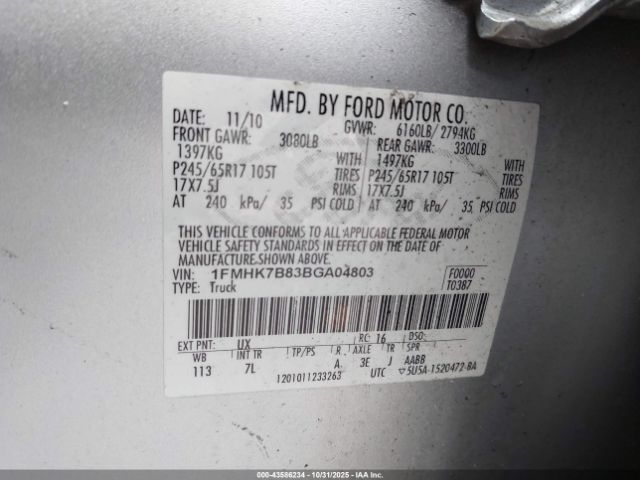 MFD. BY FORD MOTOR CO.
DATE: 11/10 GVWR: 6160LB/ 2794KG
FRONT GAWR: 3080LB REAR GAWR: 3300LB
1397KG WITH 1497KG WITH
P245/65R17 105T TIRES P245/65R17 105T TIRES
17X7.5J RIMS 17X7.5J RIMS
AT 240 kPa/ 35 PSI COLD AT 240 kPa/ 35 PSI COLD
THIS VEHICLE CONFORMS TO ALL APPLICABLE FEDERAL MOTOR
VEHICLE SAFETY STANDARDS IN EFFECT ON THE DATE OF
MANUFACTURE SHOWN ABOVE.
VIN: 1FMHK7B83BGA04803 F0000
TYPE: Truck T0387
EXT PNT: UX RC: 16 DSO:
WB INT TR TP/PS R AXLE TR SPR
113 7L A 3E J AABB
1201011233263 UTC ▽5U5A-1520472-BA
000-43586234 - 10/31/2025 - IAAI.COM